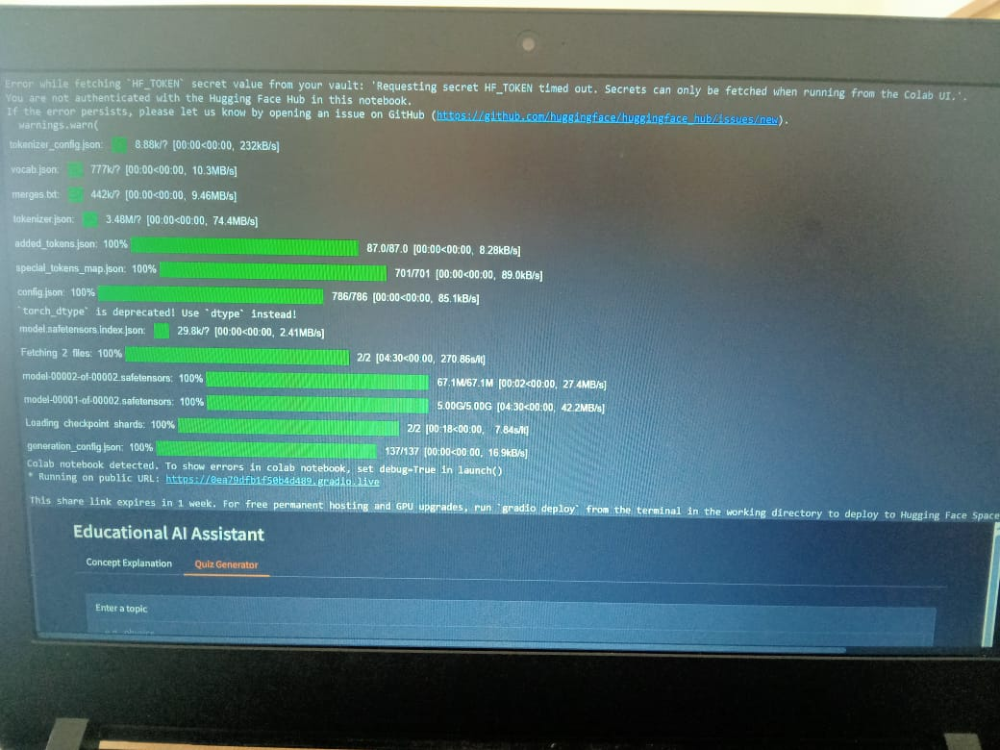 Error while fetching `HF_TOKEN` secret value from your vault: 'Requesting secret HF_TOKEN timed out. Secrets can only be fetched when running from the Colab UI.'.
You are not authenticated with the Hugging Face Hub in this notebook.
If the error persists, please let us know by opening an issue on GitHub (https://github.com/huggingface/huggingface_hub/issues/new).
warnings.warn(
tokenizer_config.json: 8.88k/? [00:00<00:00, 232kB/s]
vocab.json: 777k/? [00:00<00:00, 10.3MB/s]
merges.txt: 442k/? [00:00<00:00, 9.46MB/s]
tokenizer.json: 3.48M/? [00:00<00:00, 74.4MB/s]
added_tokens.json: 100% 87.0/87.0 [00:00<00:00, 8.28kB/s]
special_tokens_map.json: 100% 701/701 [00:00<00:00, 89.0kB/s]
config.json: 100% 786/786 [00:00<00:00, 85.1kB/s]
`torch_dtype` is deprecated! Use `dtype` instead!
model.safetensors.index.json: 29.8k/? [00:00<00:00, 2.41MB/s]
Fetching 2 files: 100% 2/2 [04:30<00:00, 270.86s/it]
model-00002-of-00002.safetensors: 100% 67.1M/67.1M [00:02<00:00, 27.4MB/s]
model-00001-of-00002.safetensors: 100% 5.00G/5.00G [04:30<00:00, 42.2MB/s]
Loading checkpoint shards: 100% 2/2 [00:18<00:00, 7.84s/it]
generation_config.json: 100% 137/137 [00:00<00:00, 16.9kB/s]
Colab notebook detected. To show errors in colab notebook, set debug=True in launch()
* Running on public URL: https://0ea79dfb1f50b4d489.gradio.live
This share link expires in 1 week. For free permanent hosting and GPU upgrades, run `gradio deploy` from the terminal in the working directory to deploy to Hugging Face Space
Educational AI Assistant
Concept Explanation Quiz Generator
Enter a topic
e.g. physics